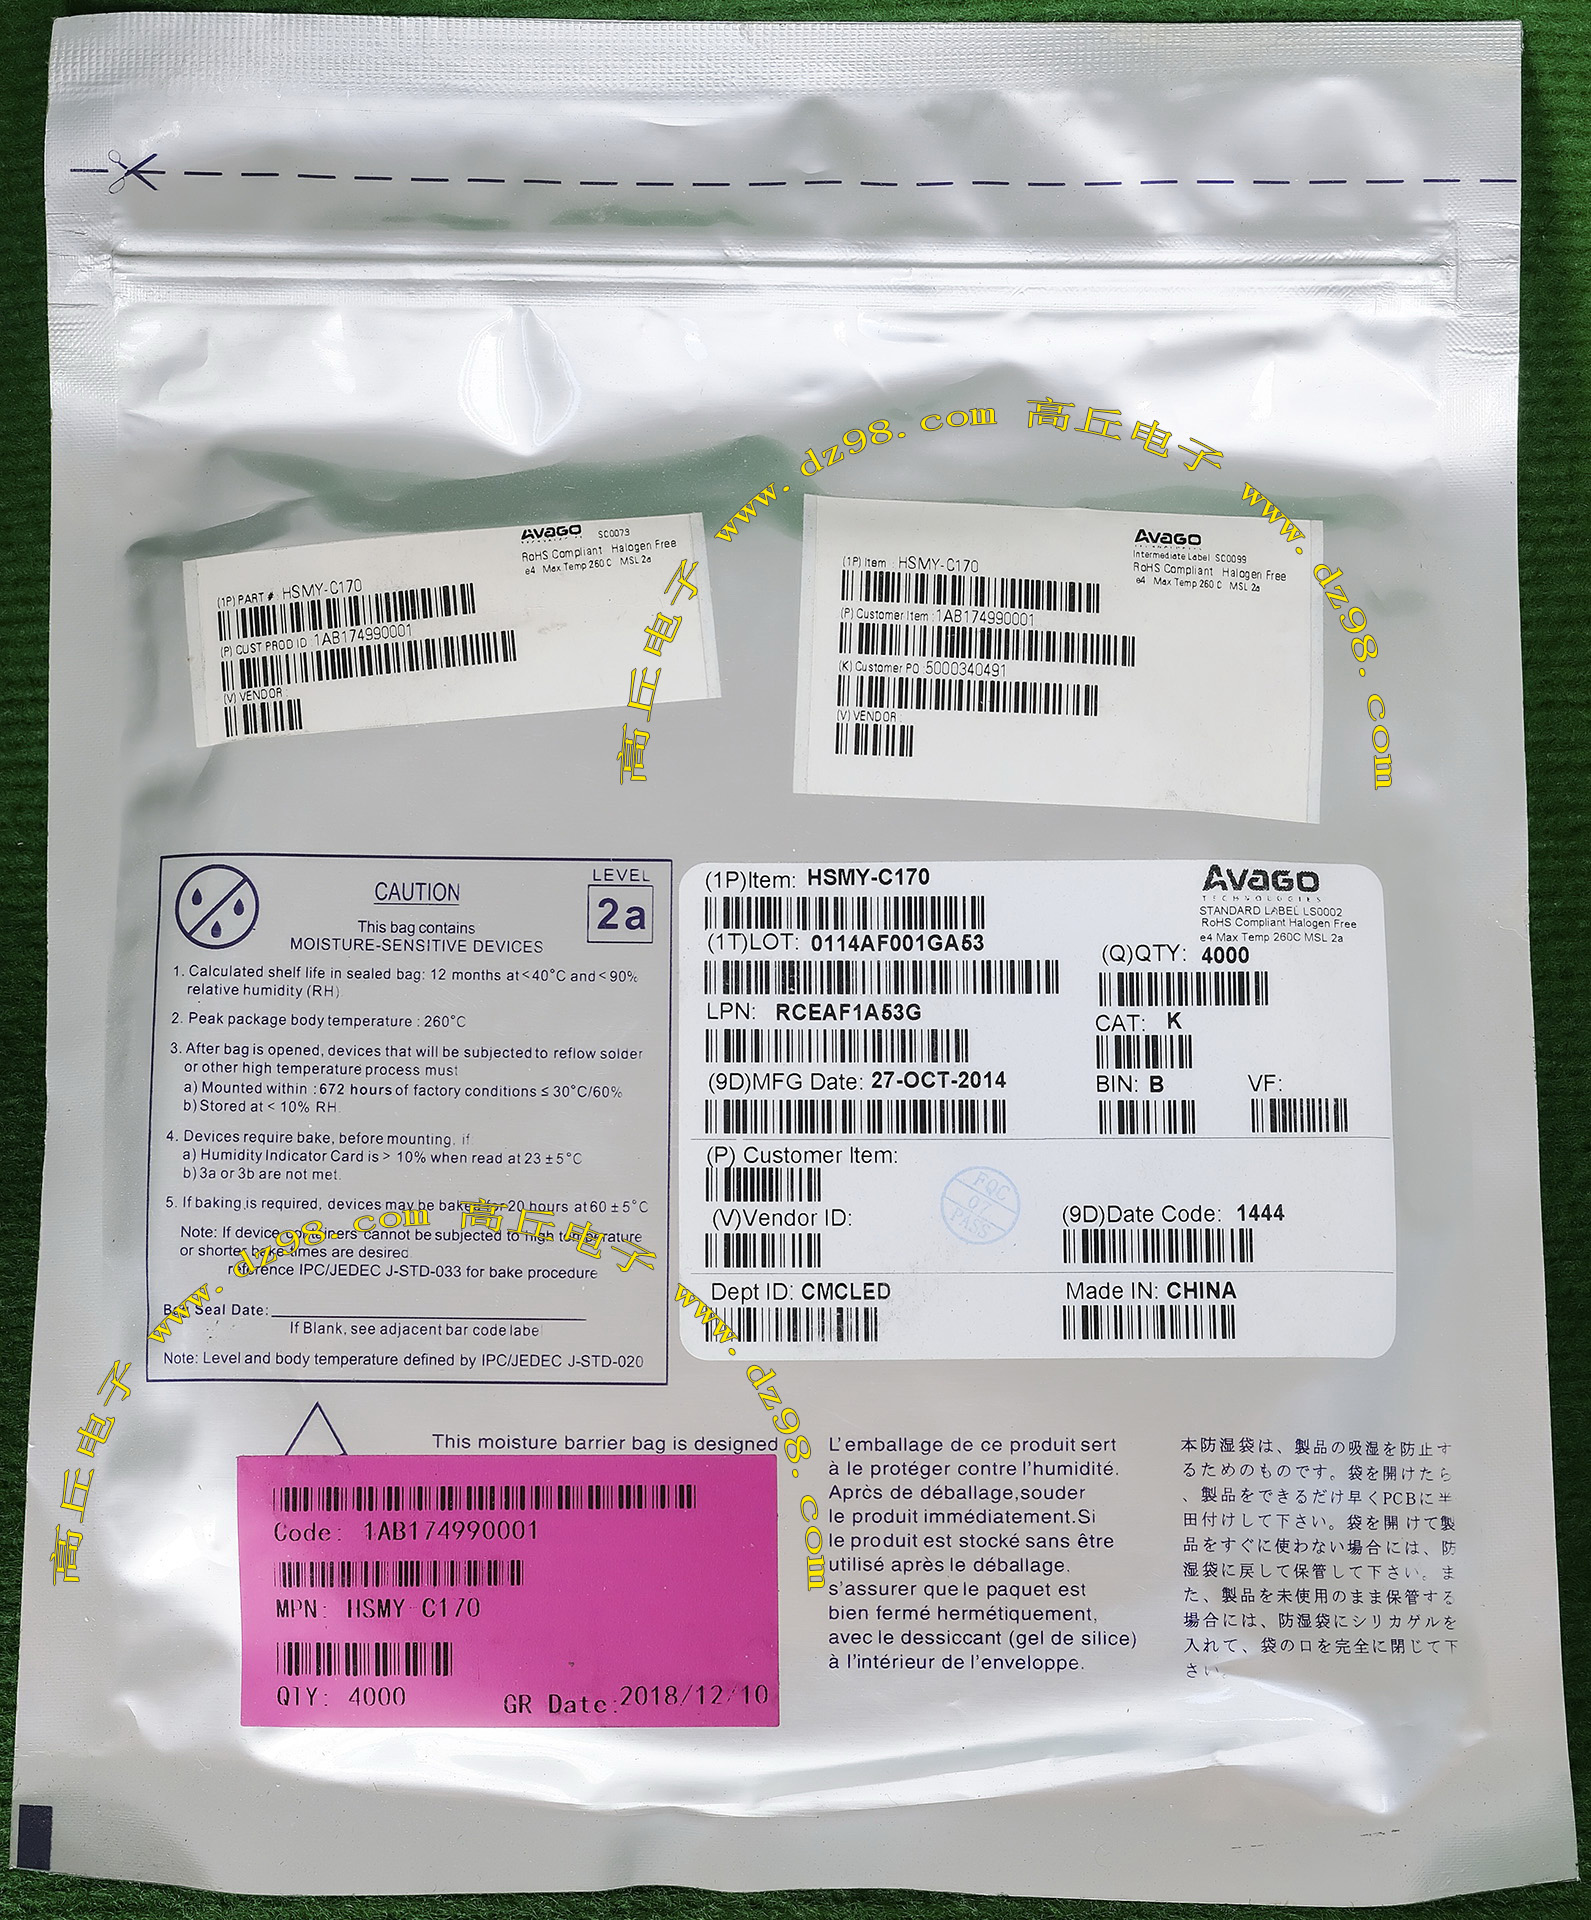 www.dz98.com 高丘电子
www.dz98.com 高丘电子
AVAGO SC0073
RoHS Compliant Halogen Free
e4 Max Temp 260 C MSL 2a
(1P) PART #: HSMY-C170
(P) CUST PROD ID: 1AB174990001
(V) VENDOR:
AVAGO
TECHNOLOGIES
Intermediate Label SC0099
RoHS Compliant Halogen Free
e4 Max Temp 260 C MSL 2a
(1P) Item : HSMY-C170
(P) Customer Item : 1AB174990001
(K) Customer PO: 5000340491
(V) VENDOR:
CAUTION
LEVEL
2a
This bag contains
MOISTURE-SENSITIVE DEVICES
1. Calculated shelf life in sealed bag: 12 months at <40°C and <90%
relative humidity (RH)
2. Peak package body temperature : 260°C
3. After bag is opened, devices that will be subjected to reflow solder
or other high temperature process must
a) Mounted within : 672 hours of factory conditions ≤ 30°C/60%
b) Stored at < 10% RH.
4. Devices require bake, before mounting, if
a) Humidity Indicator Card is > 10% when read at 23 ± 5°C
b) 3a or 3b are not met.
5. If baking is required, devices may be baked for 20 hours at 60 ± 5°C
Note: If device containers cannot be subjected to high temperature
or shorter bake times are desired
reference IPC/JEDEC J-STD-033 for bake procedure
Bag Seal Date:
If Blank, see adjacent bar code label
Note: Level and body temperature defined by IPC/JEDEC J-STD-020
(1P)Item: HSMY-C170
AVAGO
TECHNOLOGIES
STANDARD LABEL LS0002
RoHS Compliant Halogen Free
e4 Max Temp 260C MSL 2a
(1T)LOT: 0114AF001GA53
(Q)QTY: 4000
LPN: RCEAF1A53G
CAT: K
(9D)MFG Date: 27-OCT-2014
BIN: B VF:
(P) Customer Item:
FQC
07
PASS
(V)Vendor ID:
(9D)Date Code: 1444
Dept ID: CMCLED
Made IN: CHINA
www.dz98.com 高丘电子
www.dz98.com 高丘电子
This moisture barrier bag is designed
Code: 1AB174990001
MPN: HSMY-C170
QTY: 4000
GR Date:2018/12/10
L'emballage de ce produit sert
à le protéger contre l'humidité.
Après de déballage,souder
le produit immédiatement.Si
le produit est stocké sans être
utilisé après le déballage.
s'assurer que le paquet est
bien fermé hermétiquement,
avec le dessiccant (gel de silice)
à l'intérieur de l'enveloppe.
本防湿袋は、製品の吸湿を防止す
るためのものです。袋を開けたら
、製品をできるだけ早くPCBに半
田付けして下さい。袋を開けて製
品をすぐに使わない場合には、防
湿袋に戻して保管して下さい。ま
た、製品を未使用のまま保管する
場合には、防湿袋にシリカゲルを
入れて、袋の口を完全に閉じて下
さい。